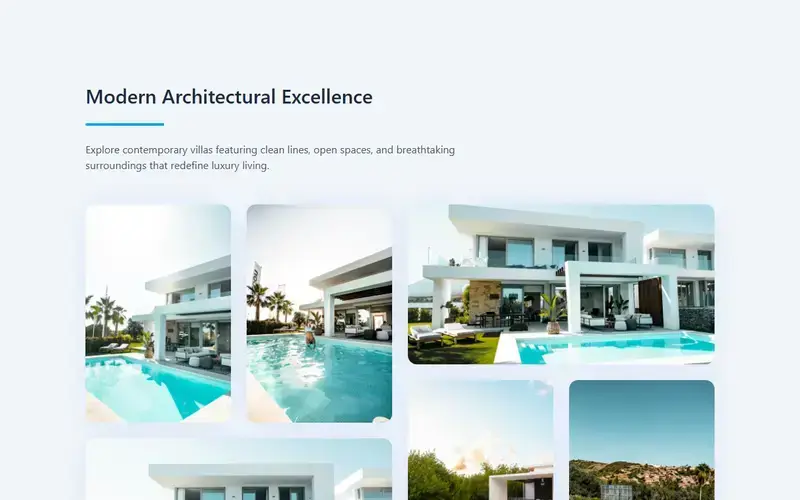 Modern Architectural Excellence
Explore contemporary villas featuring clean lines, open spaces, and breathtaking
surroundings that redefine luxury living.